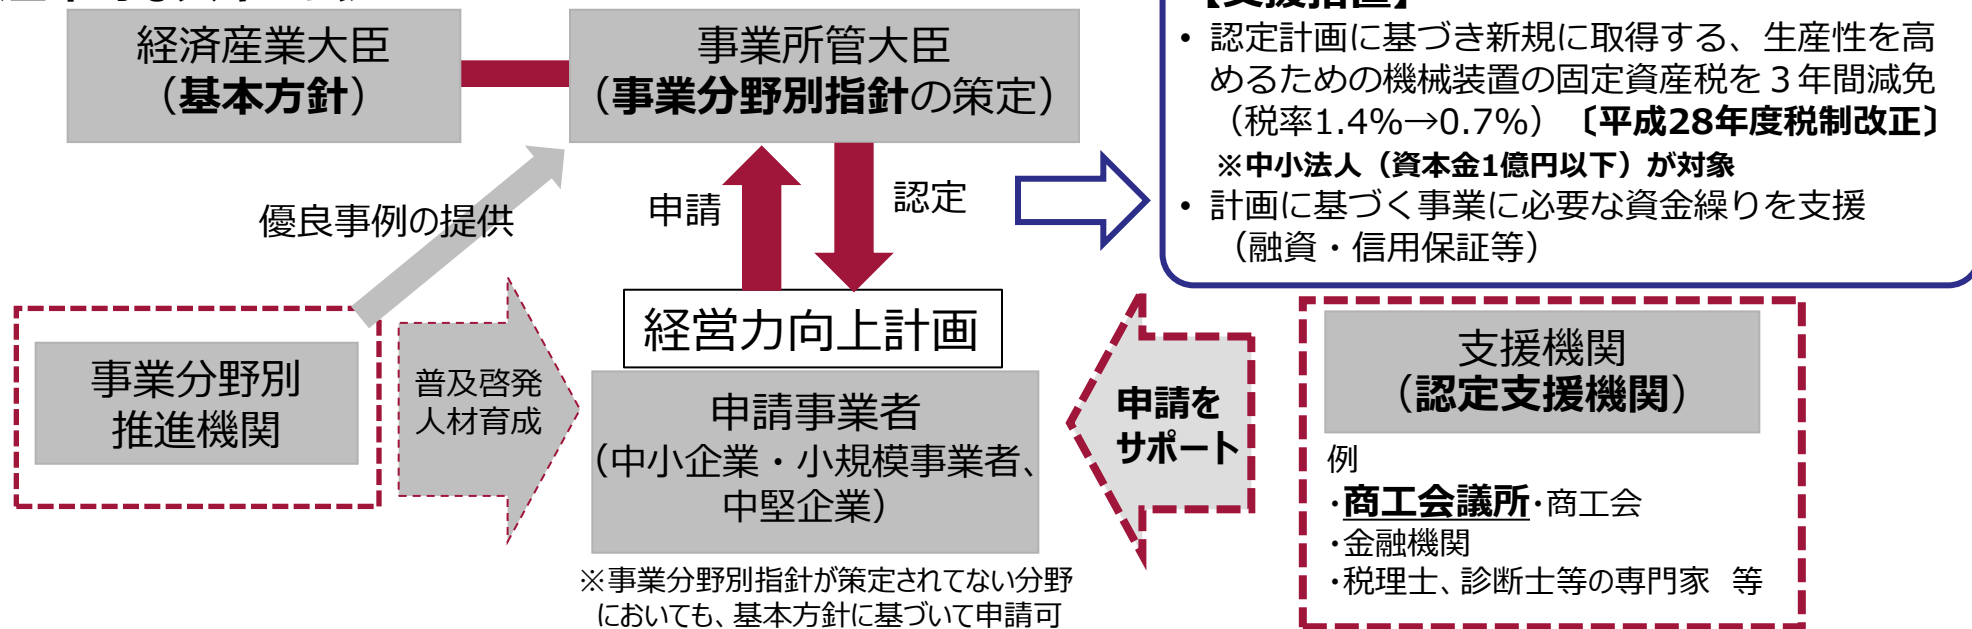 経済産業大臣
（基本方針）
事業所管大臣
（事業分野別指針の策定）
【支援措置】
• 認定計画に基づき新規に取得する、生産性を高
めるための機械装置の固定資産税を３年間減免
（税率1.4%→0.7%）〔平成28年度税制改正〕
※中小法人（資本金1億円以下）が対象
• 計画に基づく事業に必要な資金繰りを支援
（融資・信用保証等）
優良事例の提供
申請
認定
経営力向上計画
事業分野別
推進機関
普及啓発
人材育成
申請事業者
（中小企業・小規模事業者、
中堅企業）
※事業分野別指針が策定されてない分野
においても、基本方針に基づいて申請可
申請を
サポート
支援機関
（認定支援機関）
例
・商工会議所・商工会
・金融機関
・税理士、診断士等の専門家 等